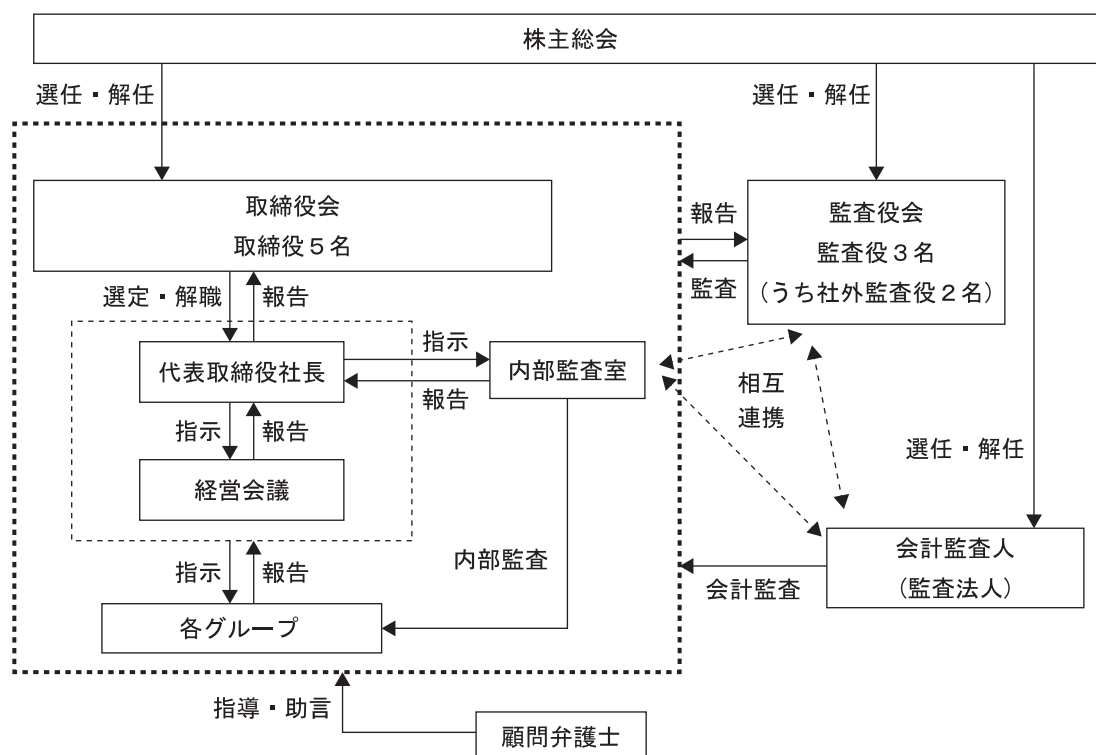 株主総会
選任・解任
選任・解任
取締役会
取締役５名
監査役会
監査役３名
（うち社外監査役２名）
報告
監査
選定・解職
報告
代表取締役社長
指示
報告
内部監査室
相互
連携
指示
報告
経営会議
選任・解任
指示
報告
内部監査
会計監査人
（監査法人）
会計監査
各グループ
指導・助言
顧問弁護士